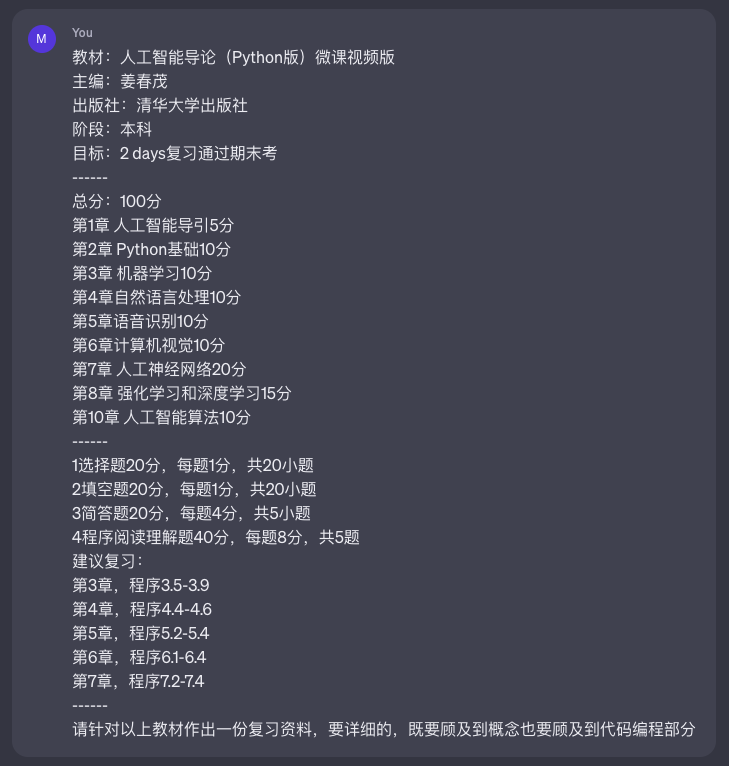 M
You
教材：人工智能导论（Python版）微课视频版
主编：姜春茂
出版社：清华大学出版社
阶段：本科
目标：2 days复习通过期末考
------
总分：100分
第1章 人工智能导引5分
第2章 Python基础10分
第3章 机器学习10分
第4章自然语言处理10分
第5章语音识别10分
第6章计算机视觉10分
第7章 人工神经网络20分
第8章 强化学习和深度学习15分
第10章 人工智能算法10分
------
1选择题20分，每题1分，共20小题
2填空题20分，每题1分，共20小题
3简答题20分，每题4分，共5小题
4程序阅读理解题40分，每题8分，共5题
建议复习：
第3章，程序3.5-3.9
第4章，程序4.4-4.6
第5章，程序5.2-5.4
第6章，程序6.1-6.4
第7章，程序7.2-7.4
------
请针对以上教材作出一份复习资料，要详细的，既要顾及到概念也要顾及到代码编程部分